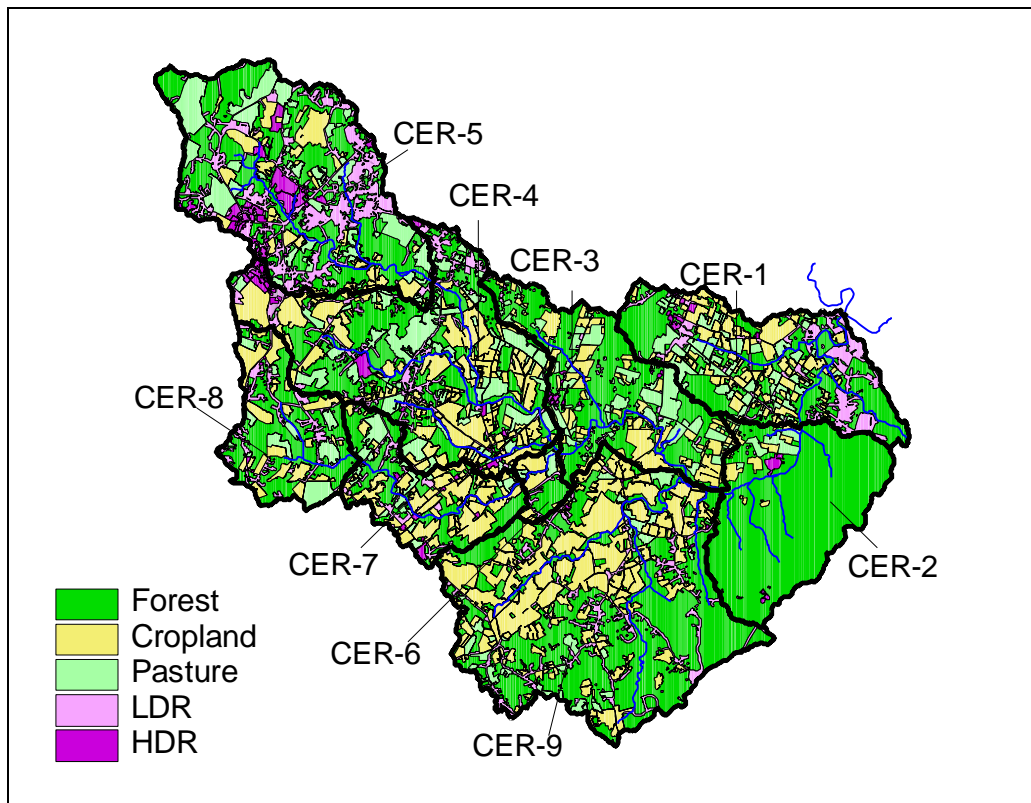 CER-5
CER-4
CER-3
CER-1
CER-8
CER-7
CER-2
CER-6
CER-9
Forest
Cropland
Pasture
LDR
HDR